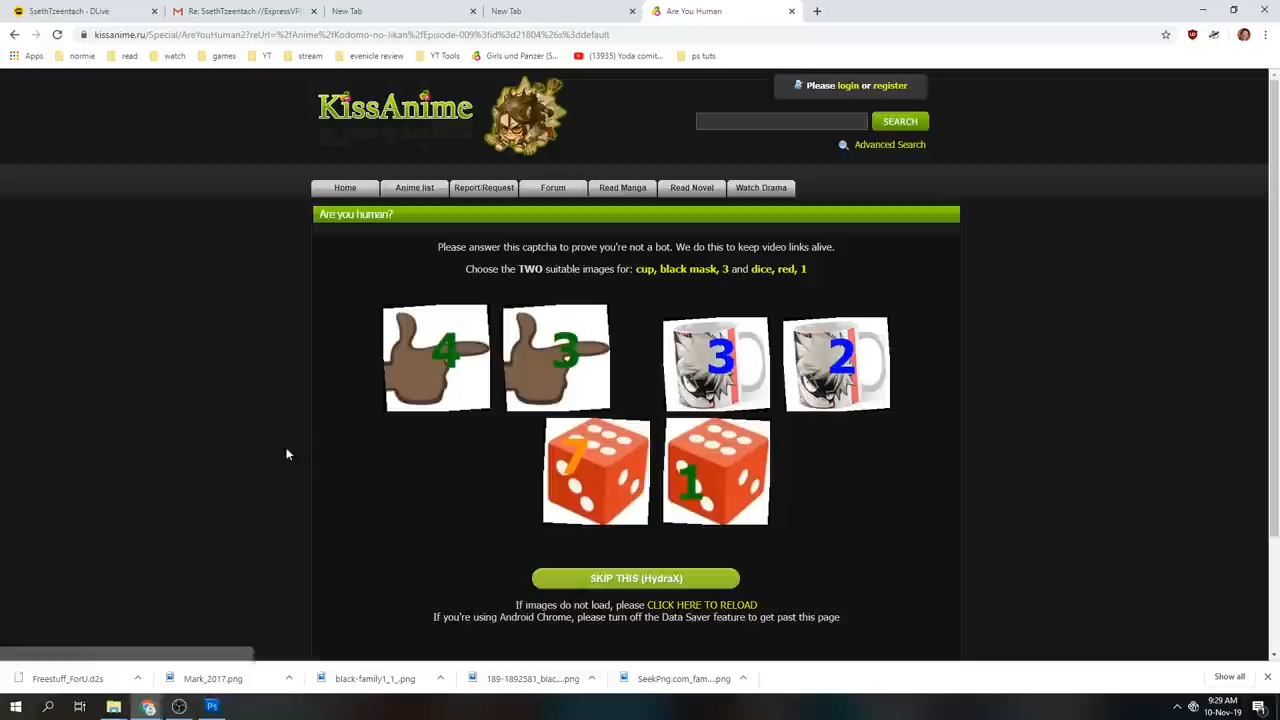 SsethTzeentach - DLive
Re: SsethTzeentach //ExpressVP
New Tab
New Tab
Are You Human
kissanime.ru/Special/AreYouHuman2?reUrl=%2fAnime%2fKodomo-no-Jikan%2fEpisode-009%3fid%3d21804%26s%3ddefault
Apps
normie
read
watch
games
YT
stream
evenicle review
YT Tools
Girls und Panzer (S...
(13935) Yoda comit...
ps tuts
KissAnime
Please login or register
SEARCH
Advanced Search
Home
Anime list
Report/Request
Forum
Read Manga
Read Novel
Watch Drama
Are you human?
Please answer this captcha to prove you're not a bot. We do this to keep video links alive.
Choose the TWO suitable images for: cup, black mask, 3 and dice, red, 1
4
3
3
2
7
1
SKIP THIS (HydraX)
If images do not load, please CLICK HERE TO RELOAD
If you're using Android Chrome, please turn off the Data Saver feature to get past this page
Freestuff_ForU.d2s
Mark_2017.png
black-family1_1_.png
189-1892581_blac....png
SeekPng.com_fam....png
Show all
9:29 AM
10-Nov-19